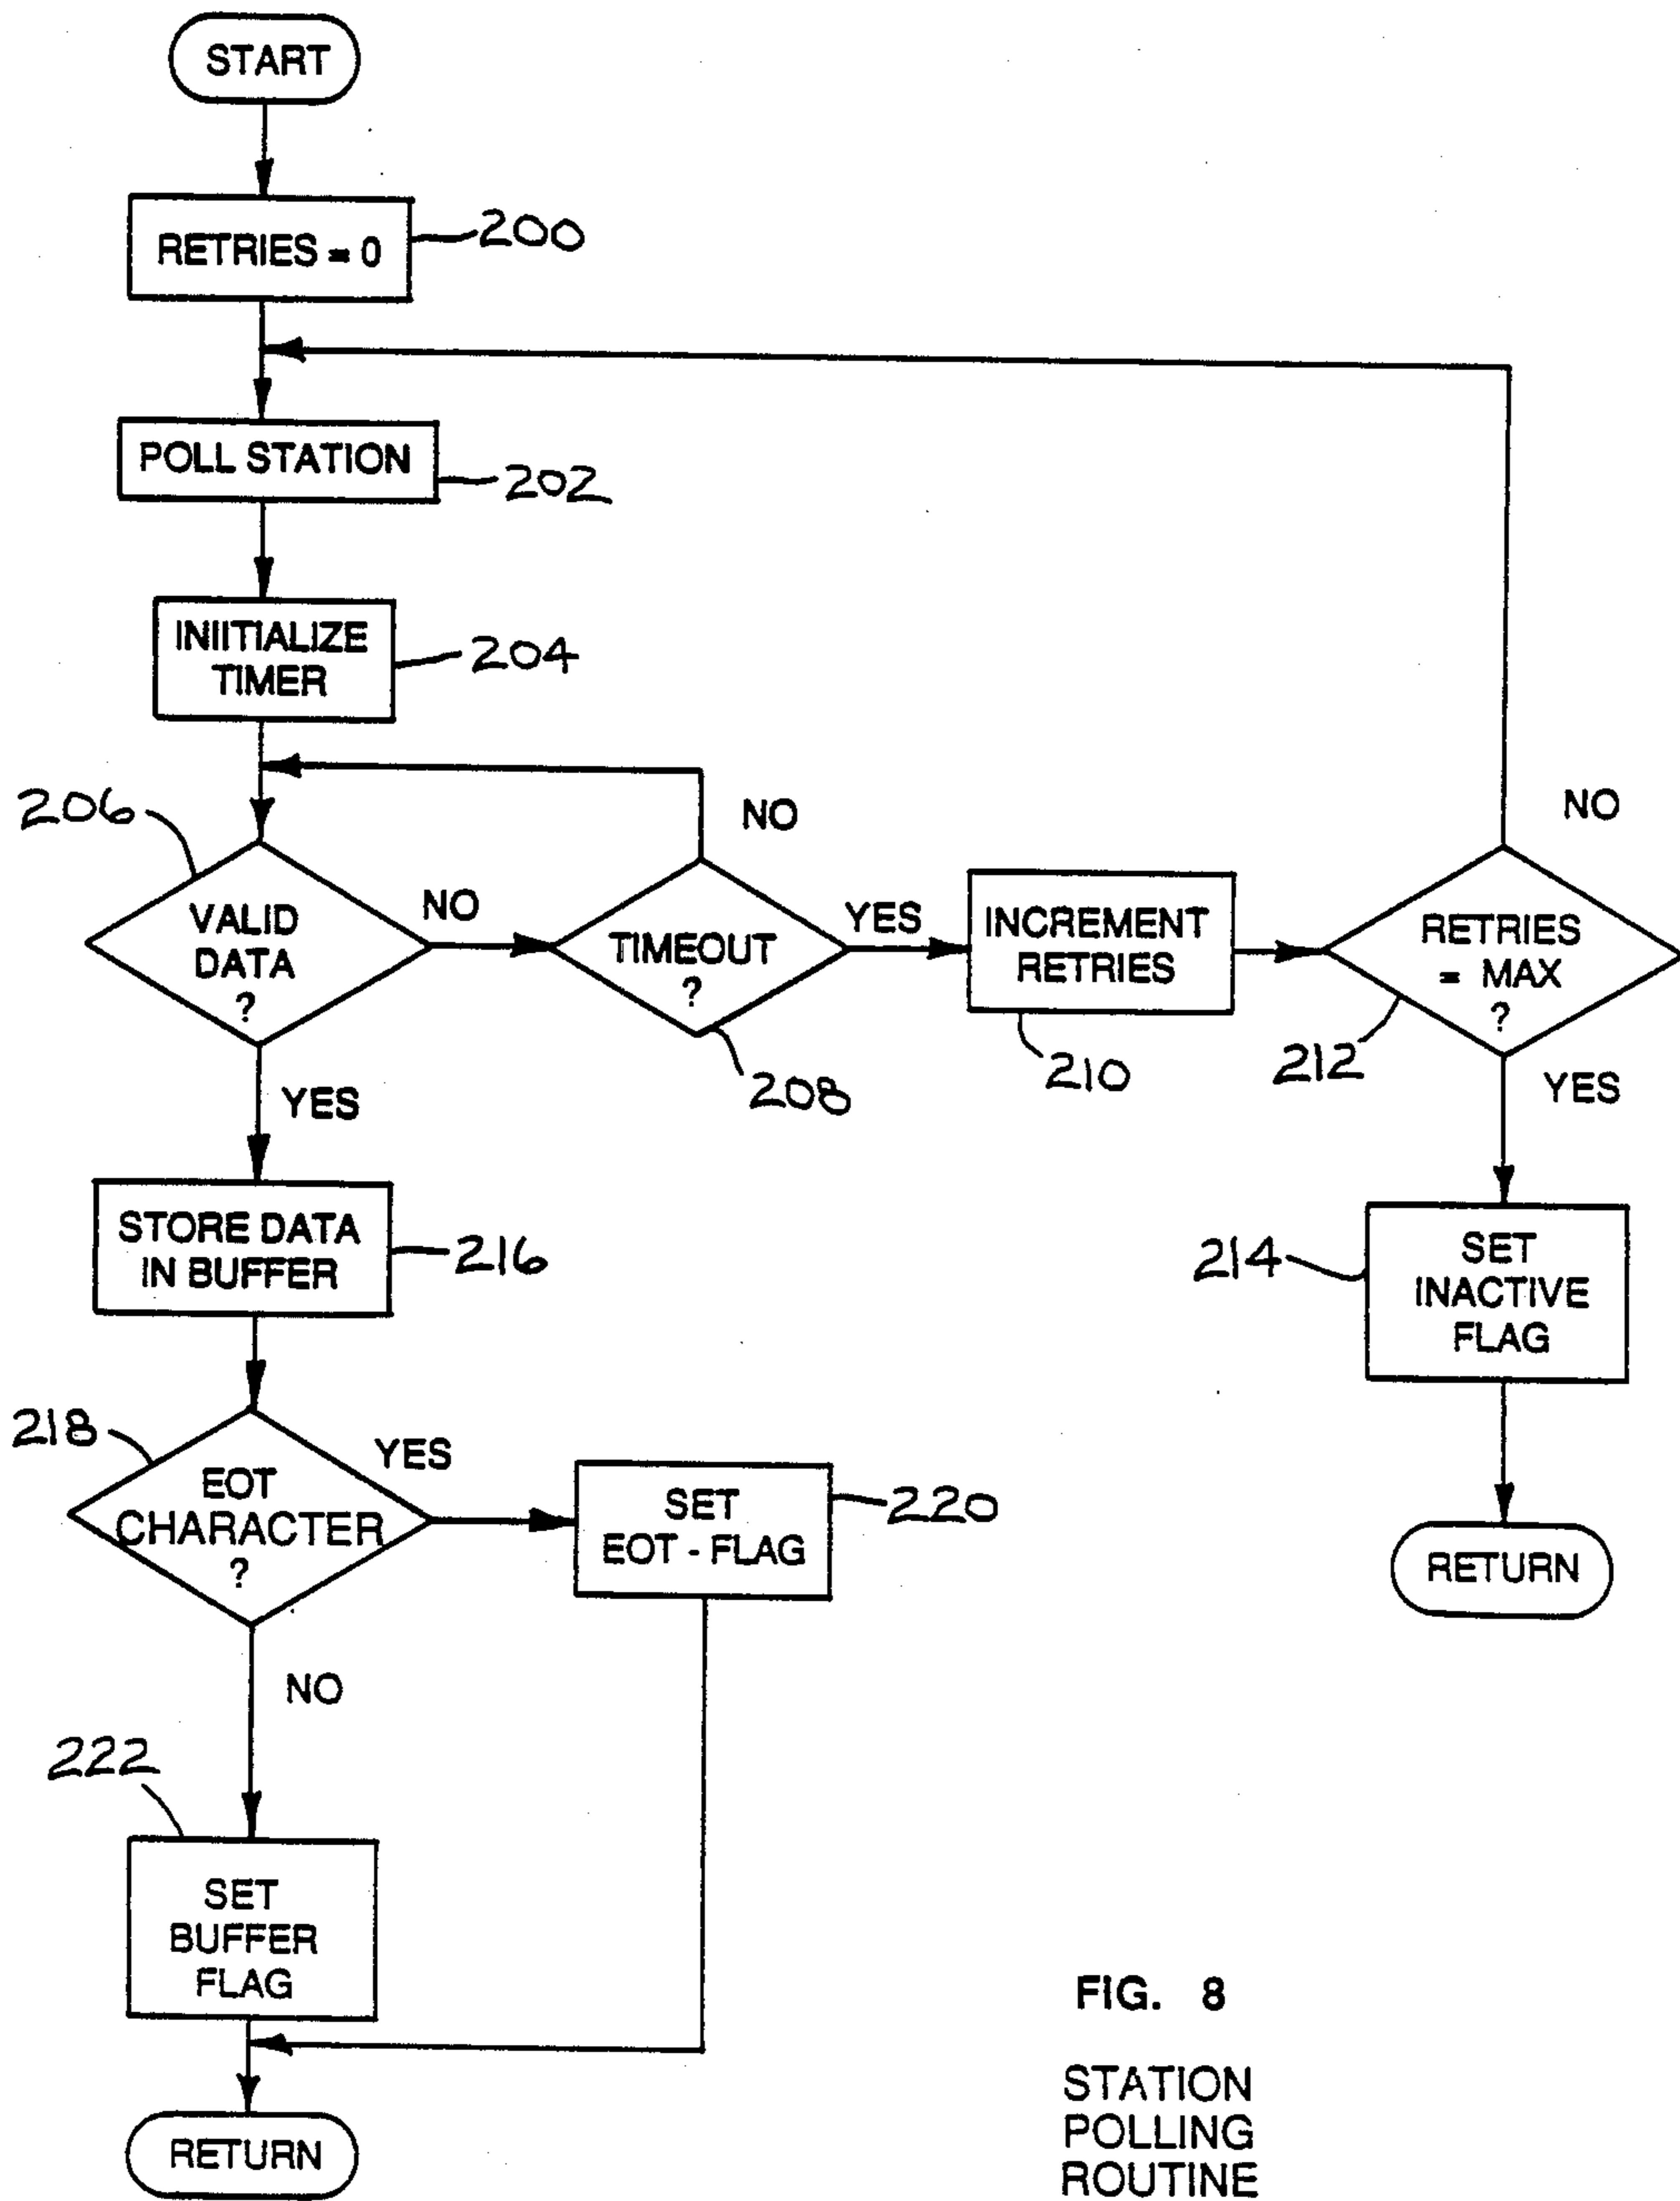 START
RETRIES = 0
200
POLL STATION
202
INIITIALIZE
TIMER
204
206
VALID
DATA
?
NO
TIMEOUT
?
NO
208
YES
INCREMENT
RETRIES
210
RETRIES
= MAX
?
NO
212
YES
SET
INACTIVE
FLAG
214
RETURN
YES
STORE DATA
IN BUFFER
216
218
EOT
CHARACTER
?
YES
SET
EOT - FLAG
220
NO
222
SET
BUFFER
FLAG
RETURN
FIG. 8
STATION
POLLING
ROUTINE